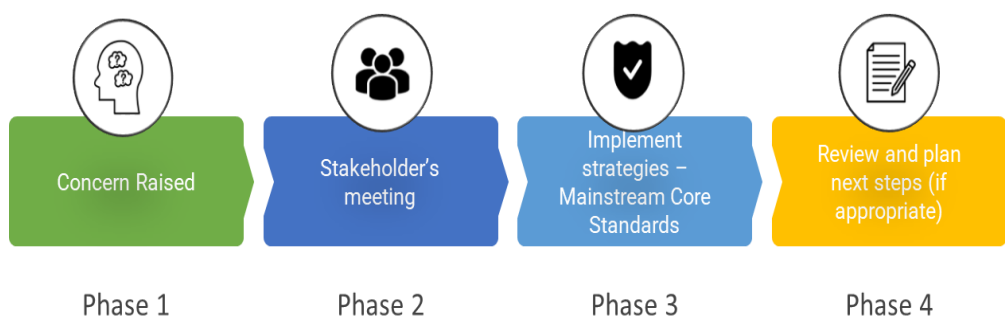 Concern Raised
Stakeholder's
meeting
Implement
strategies –
Mainstream Core
Standards
Review and plan
next steps (if
appropriate)
Phase 1
Phase 2
Phase 3
Phase 4